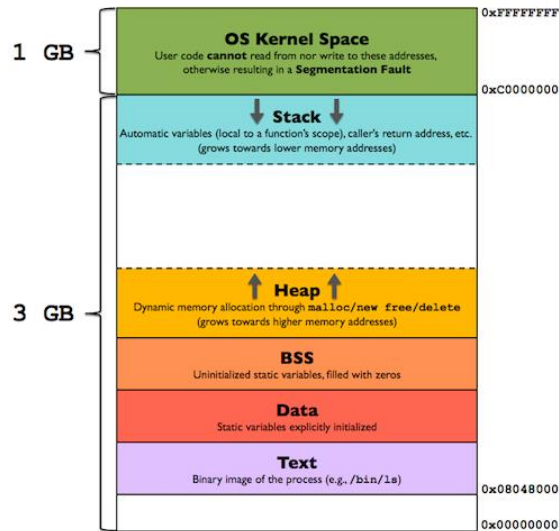 0xFFFFFFFF
1 GB
OS Kernel Space
User code cannot read from nor write to these addresses,
otherwise resulting in a Segmentation Fault
0xC0000000
Stack
Automatic variables (local to a function's scope), caller's return address, etc.
(grows towards lower memory addresses)
3 GB
Heap
Dynamic memory allocation through malloc/new free/delete
(grows towards higher memory addresses)
BSS
Uninitialized static variables, filled with zeros
Data
Static variables explicitly initialized
Text
Binary image of the process (e.g., /bin/ls)
0x08048000
0x00000000